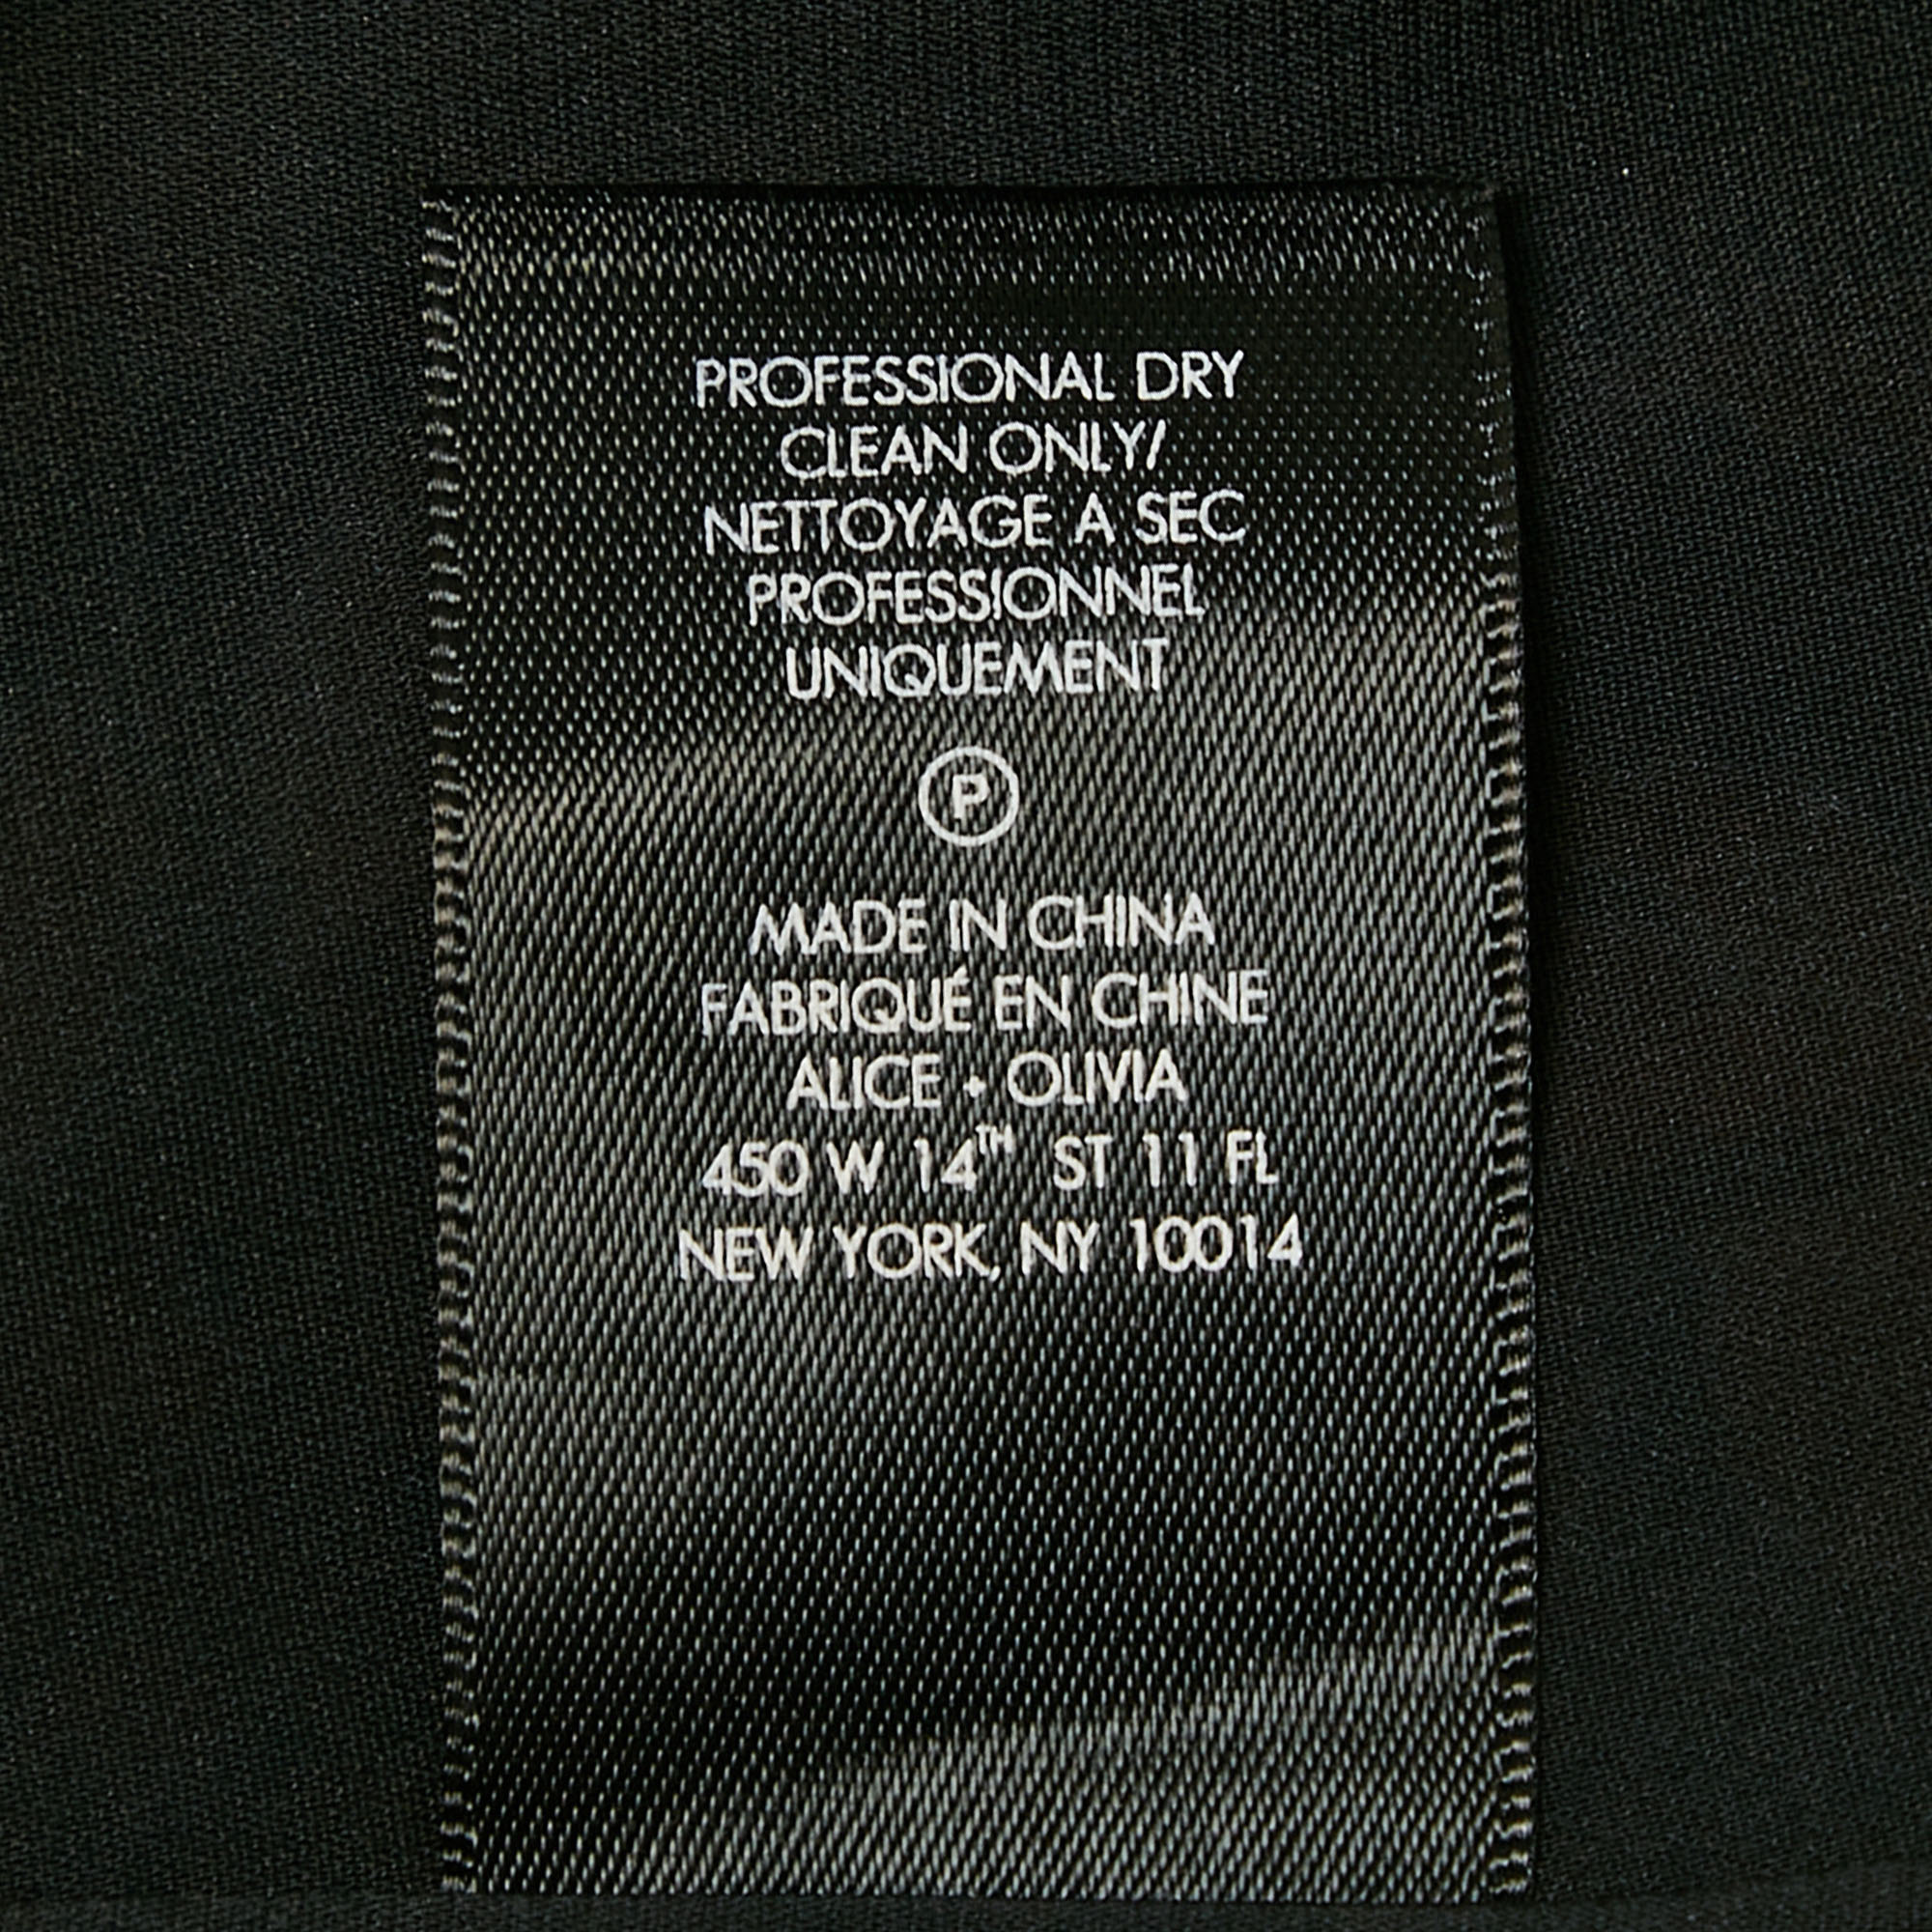 PROFESSIONAL DRY
CLEAN ONLY/
NETTOYAGE A SEC
PROFESSIONNEL
UNIQUEMENT
P
MADE IN CHINA
FABRIQUÉ EN CHINE
ALICE + OLIVIA
450 W 14TH ST 11 FL
NEW YORK, NY 10014